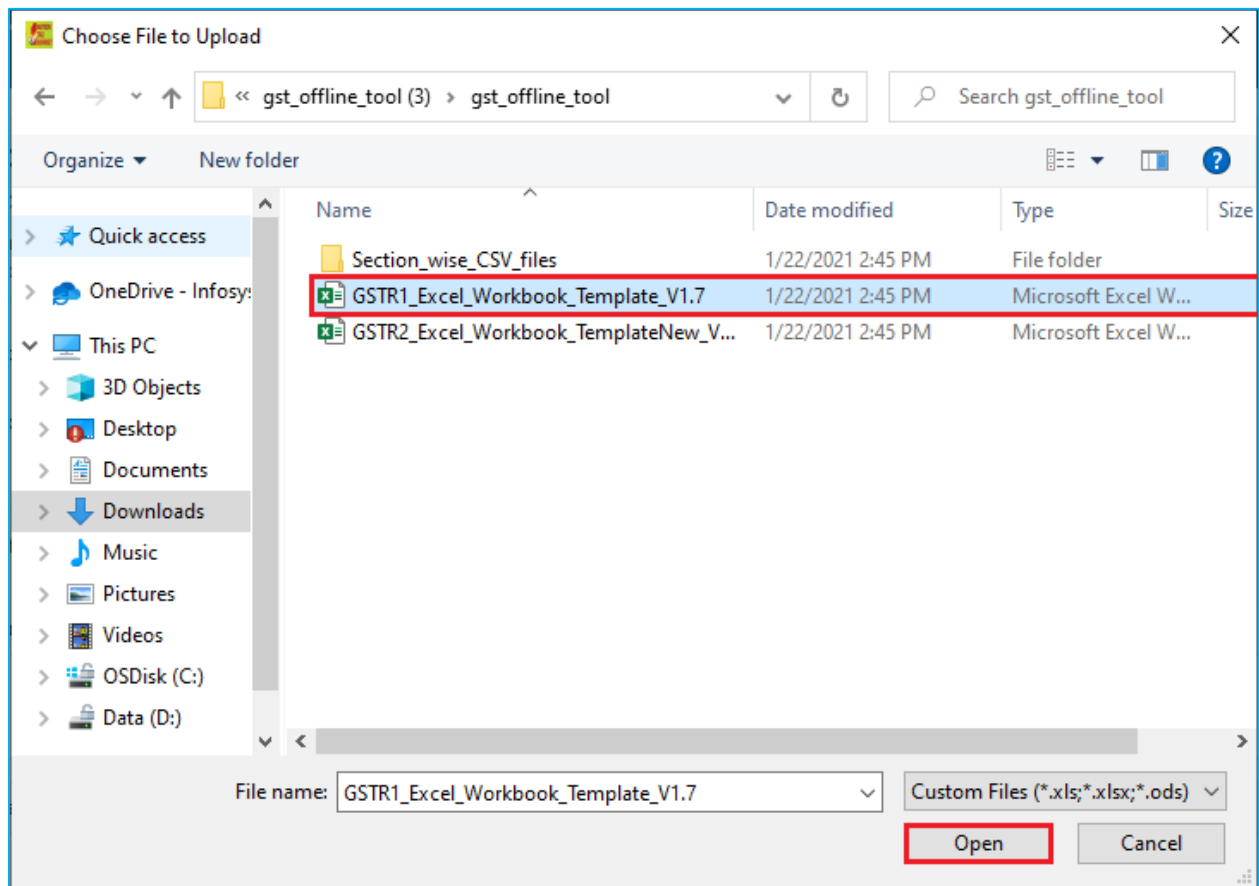 Choose File to Upload
« gst_offline_tool (3) > gst_offline_tool
Search gst_offline_tool
Organize New folder
?
Name Date modified Type Size
Quick access
OneDrive - Infosy:
This PC
3D Objects
Desktop
Documents
Downloads
Music
Pictures
Videos
OSDisk (C:)
Data (D:)
Section_wise_CSV_files 1/22/2021 2:45 PM File folder
GSTR1_Excel_Workbook_Template_V1.7 1/22/2021 2:45 PM Microsoft Excel W...
GSTR2_Excel_Workbook_TemplateNew_V... 1/22/2021 2:45 PM Microsoft Excel W...
File name: GSTR1_Excel_Workbook_Template_V1.7 Custom Files (*.xls;*.xlsx;*.ods)
Open Cancel